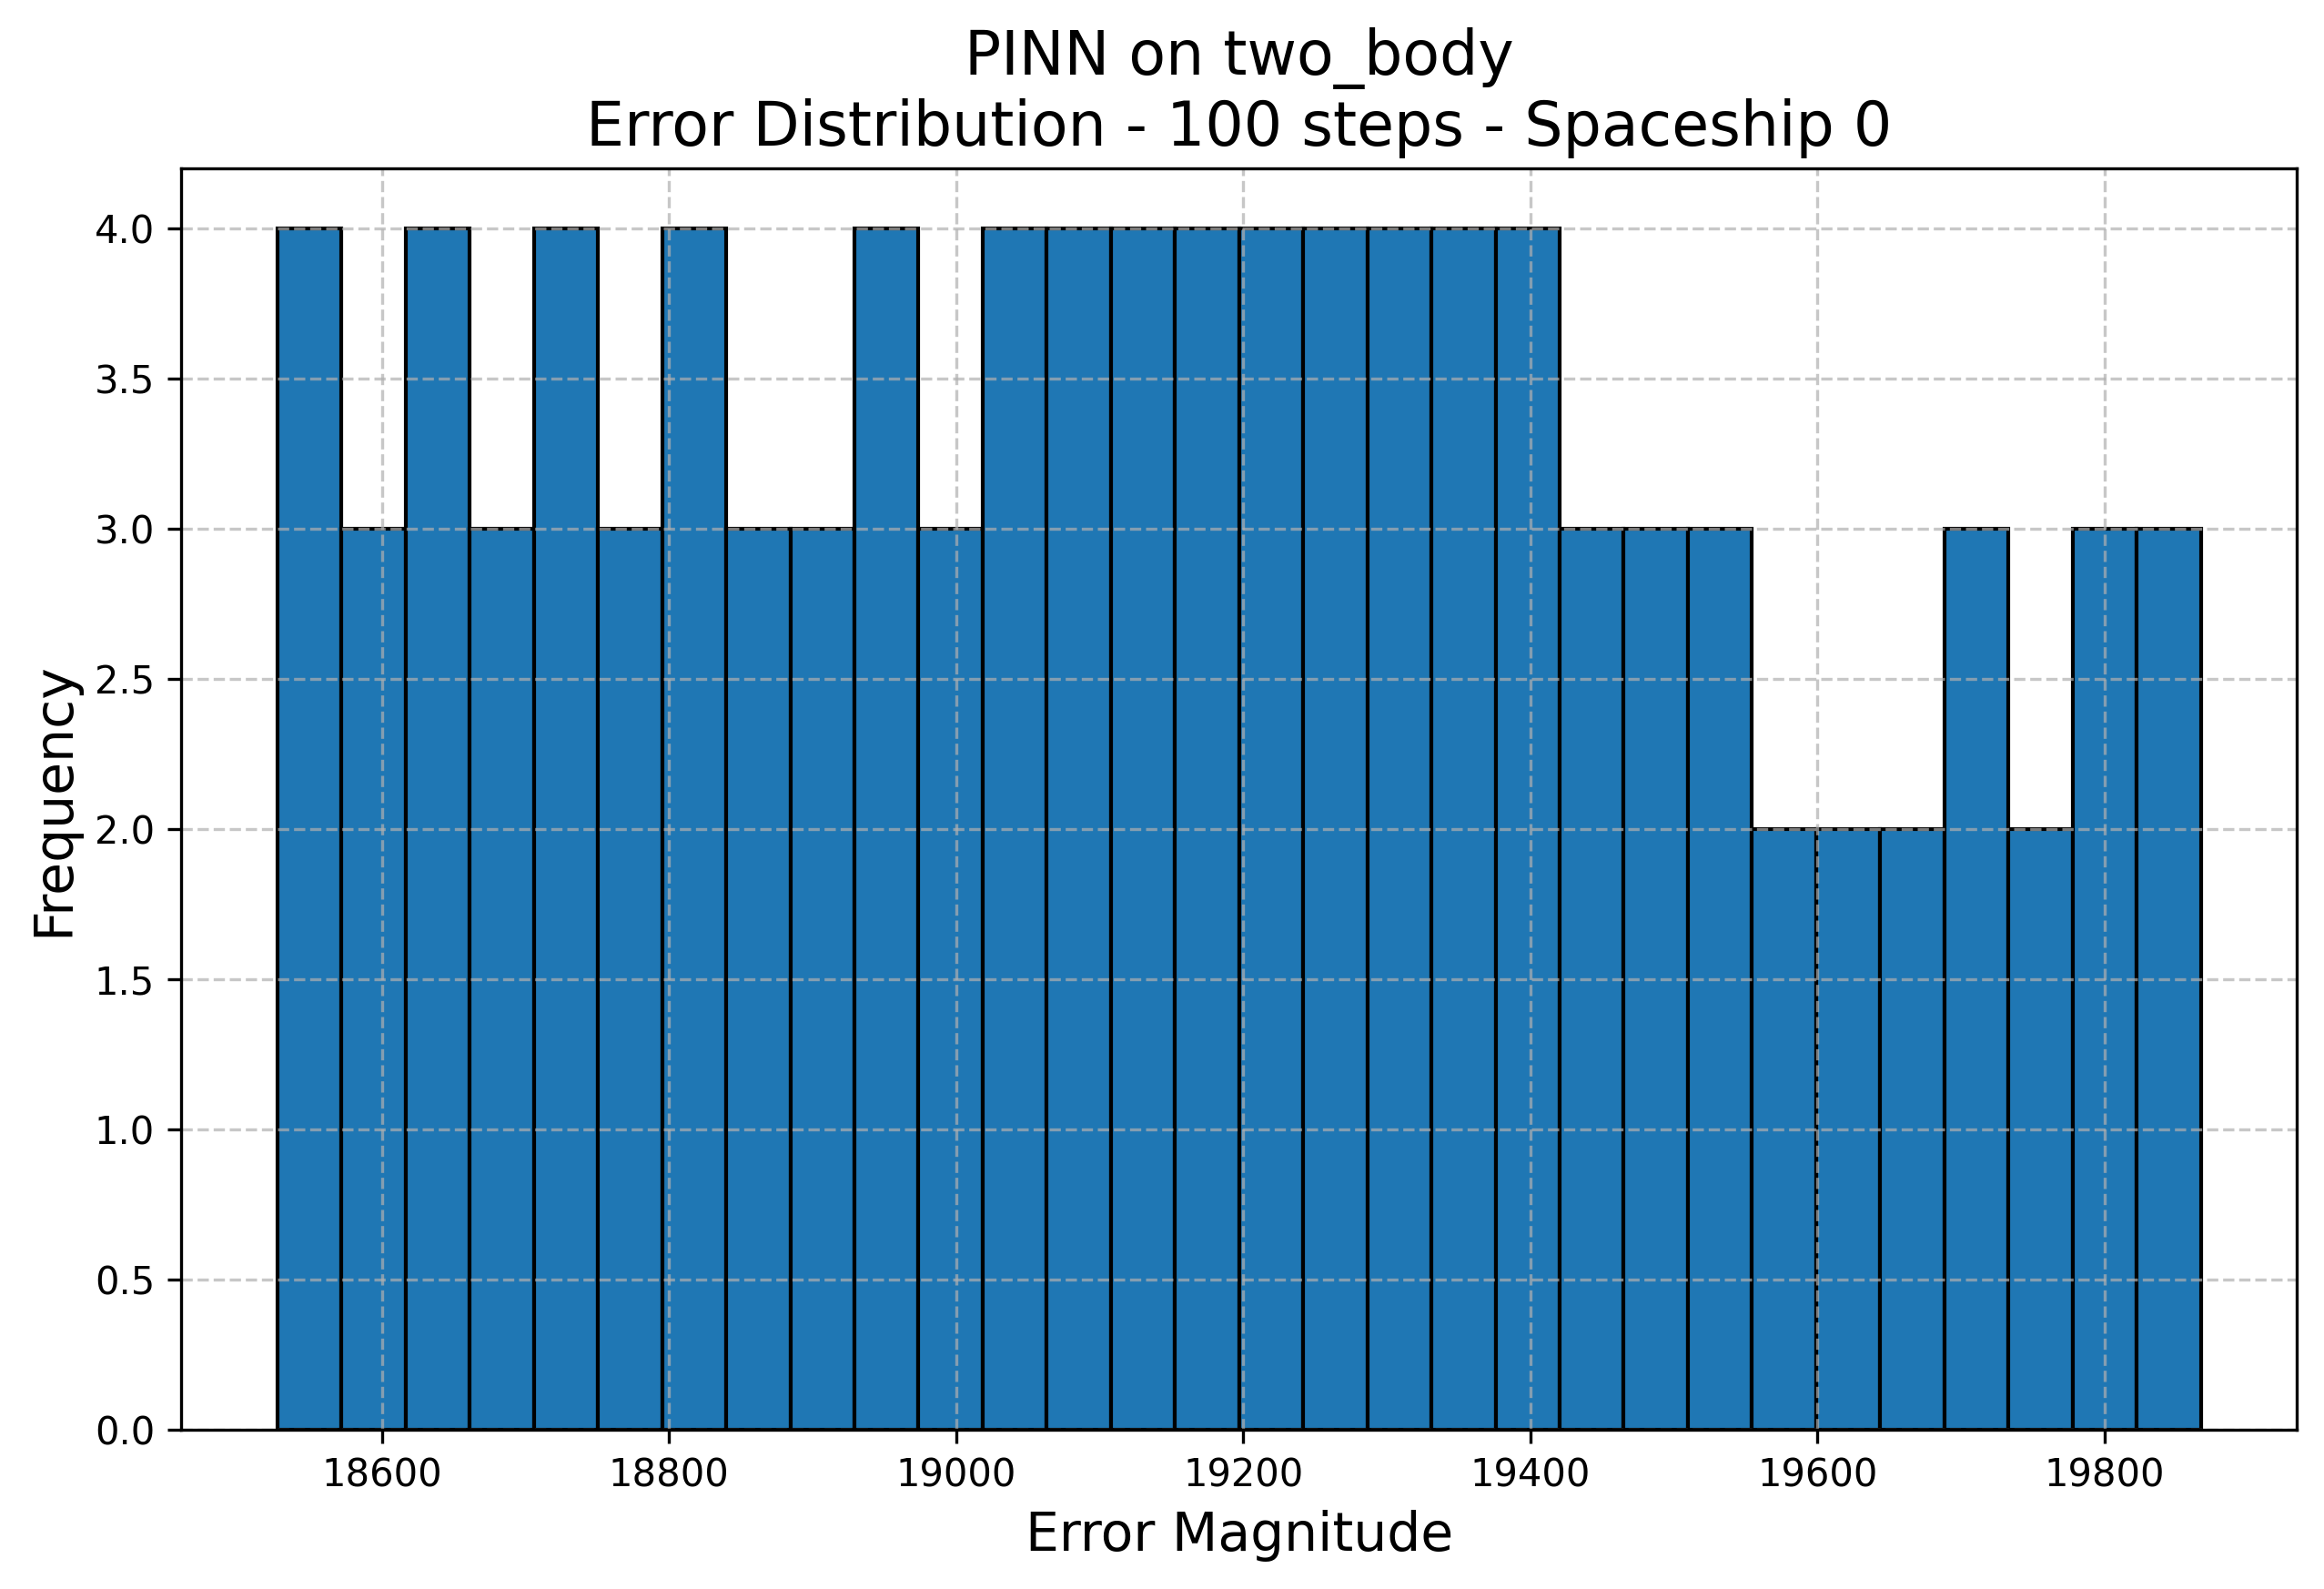 PINN on two_body
Error Distribution - 100 steps - Spaceship 0
4.0
3.5
3.0
2.5
2.0
1.5
1.0
0.5
0.0
Frequency
18600 18800 19000 19200 19400 19600 19800
Error Magnitude